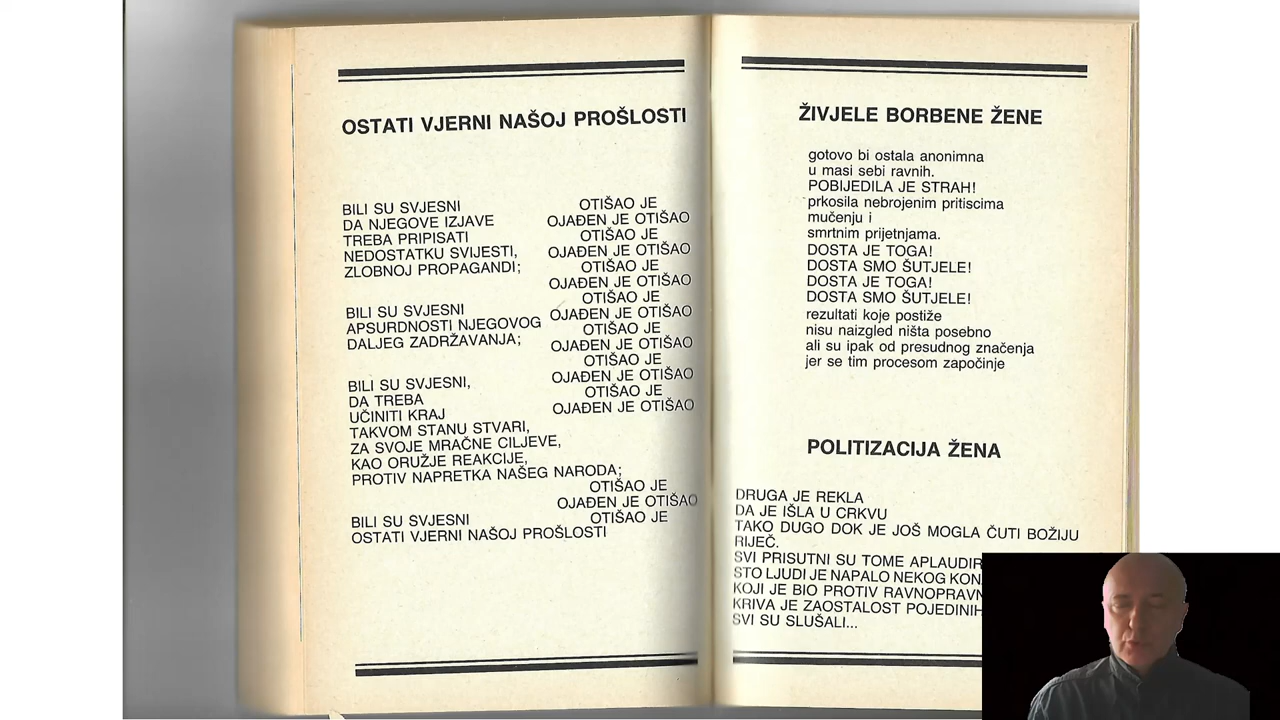 OSTATI VJERNI NAŠOJ PROŠLOSTI
BILI SU SVJESNI
DA NJEGOVE IZJAVE
TREBA PRIPISATI
NEDOSTATKU SVIJESTI,
ZLOBNOJ PROPAGANDI;
BILI SU SVJESNI
APSURDNOSTI NJEGOVOG
DALJEG ZADRŽAVANJA;
BILI SU SVJESNI,
DA TREBA
UČINITI KRAJ
TAKVOM STANU STVARI,
ZA SVOJE MRAČNE CILJEVE,
KAO ORUŽJE REAKCIJE,
PROTIV NAPRETKA NAŠEG NARODA;
BILI SU SVJESNI
OSTATI VJERNI NAŠOJ PROŠLOSTI
OTIŠAO JE
OJAĐEN JE OTIŠAO
OTIŠAO JE
OJAĐEN JE OTIŠAO
OTIŠAO JE
OJAĐEN JE OTIŠAO
OTIŠAO JE
OJAĐEN JE OTIŠAO
OTIŠAO JE
OJAĐEN JE OTIŠAO
OTIŠAO JE
OJAĐEN JE OTIŠAO
OTIŠAO JE
OJAĐEN JE OTIŠAO
OTIŠAO JE
OJAĐEN JE OTIŠAO
OTIŠAO JE
ŽIVJELE BORBENE ŽENE
gotovo bi ostala anonimna
u masi sebi ravnih.
POBIJEDILA JE STRAH!
prkosila nebrojenim pritiscima
mučenju i
smrtnim prijetnjama.
DOSTA JE TOGA!
DOSTA SMO ŠUTJELE!
DOSTA JE TOGA!
DOSTA SMO ŠUTJELE!
rezultati koje postiže
nisu naizgled ništa posebno
ali su ipak od presudnog značenja
jer se tim procesom započinje
POLITIZACIJA ŽENA
DRUGA JE REKLA
DA JE IŠLA U CRKVU
TAKO DUGO DOK JE JOŠ MOGLA ČUTI BOŽIJU
RIJEČ.
SVI PRISUTNI SU TOME
STO LJUDI JE NAPALO NEKOG
KOJI JE BIO PROTIV
KRIVA JE ZAOSTALOST POJEDINIH
SVI SU SLUŠALI...